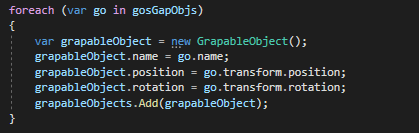 foreach (var go in gosGapObjs)
{
var grapableObject = new GrapableObject();
grapableObject.name = go.name;
grapableObject.position = go.transform.position;
grapableObject.rotation = go.transform.rotation;
grapableObjects.Add(grapableObject);
}